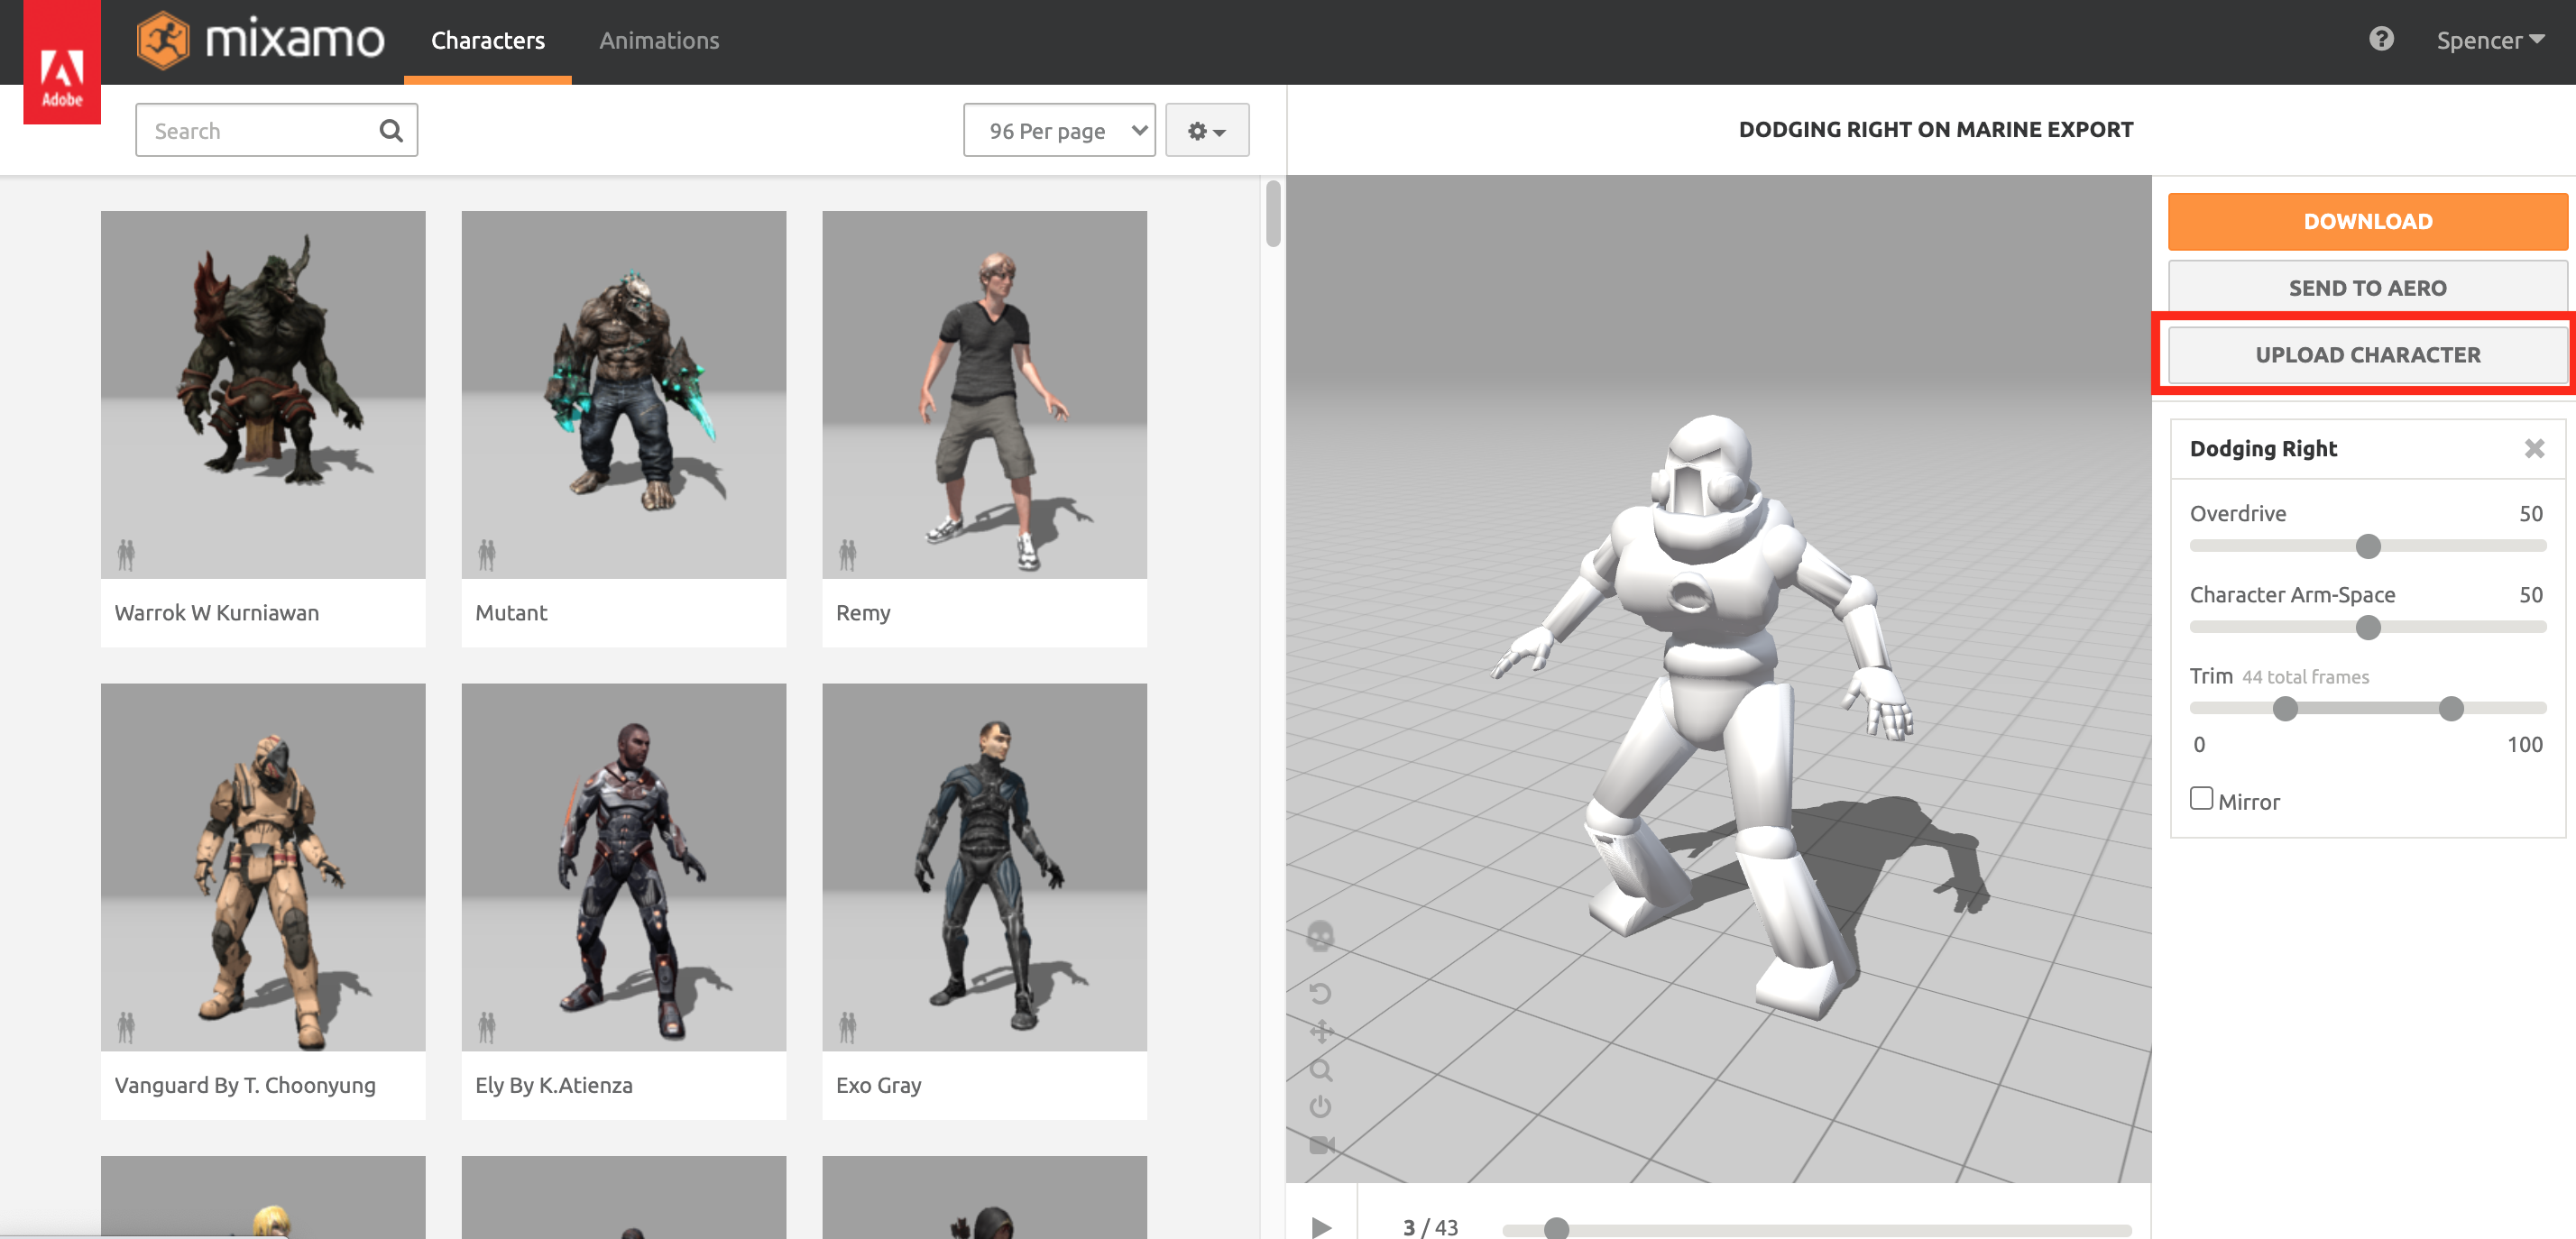 Adobe
mixamo
Characters
Animations
Spencer
Search
96 Per page
DODGING RIGHT ON MARINE EXPORT
Warrok W Kurniawan
Mutant
Remy
Vanguard By T. Choonyung
Ely By K.Atienza
Exo Gray
3 / 43
DOWNLOAD
SEND TO AERO
UPLOAD CHARACTER
Dodging Right
Overdrive 50
Character Arm-Space 50
Trim 44 total frames
0 100
Mirror